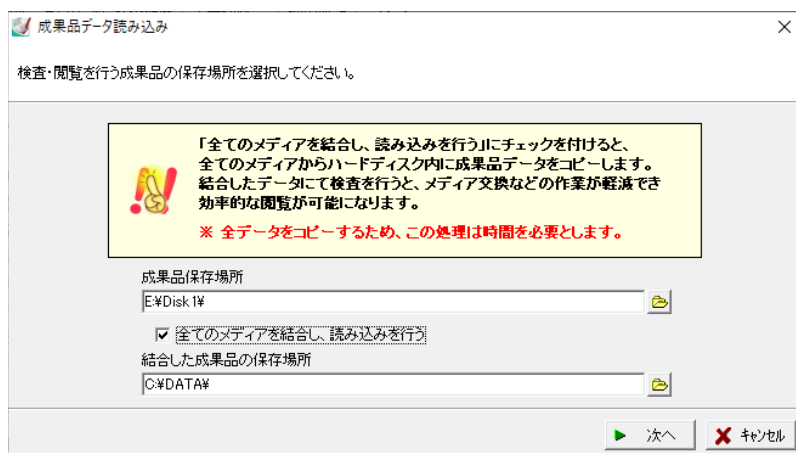 成果品データ読み込み
検査・閲覧を行う成果品の保存場所を選択してください。
「全てのメディアを結合し、読み込みを行う」にチェックを付けると、
全てのメディアからハードディスク内に成果品データをコピーします。
結合したデータにて検査を行うと、メディア交換などの作業が軽減でき
効率的な閲覧が可能になります。
※ 全データをコピーするため、この処理は時間を必要とします。
成果品保存場所
E:¥Disk1¥
全てのメディアを結合し、読み込みを行う
結合した成果品の保存場所
C:¥DATA¥
次へ
キャンセル